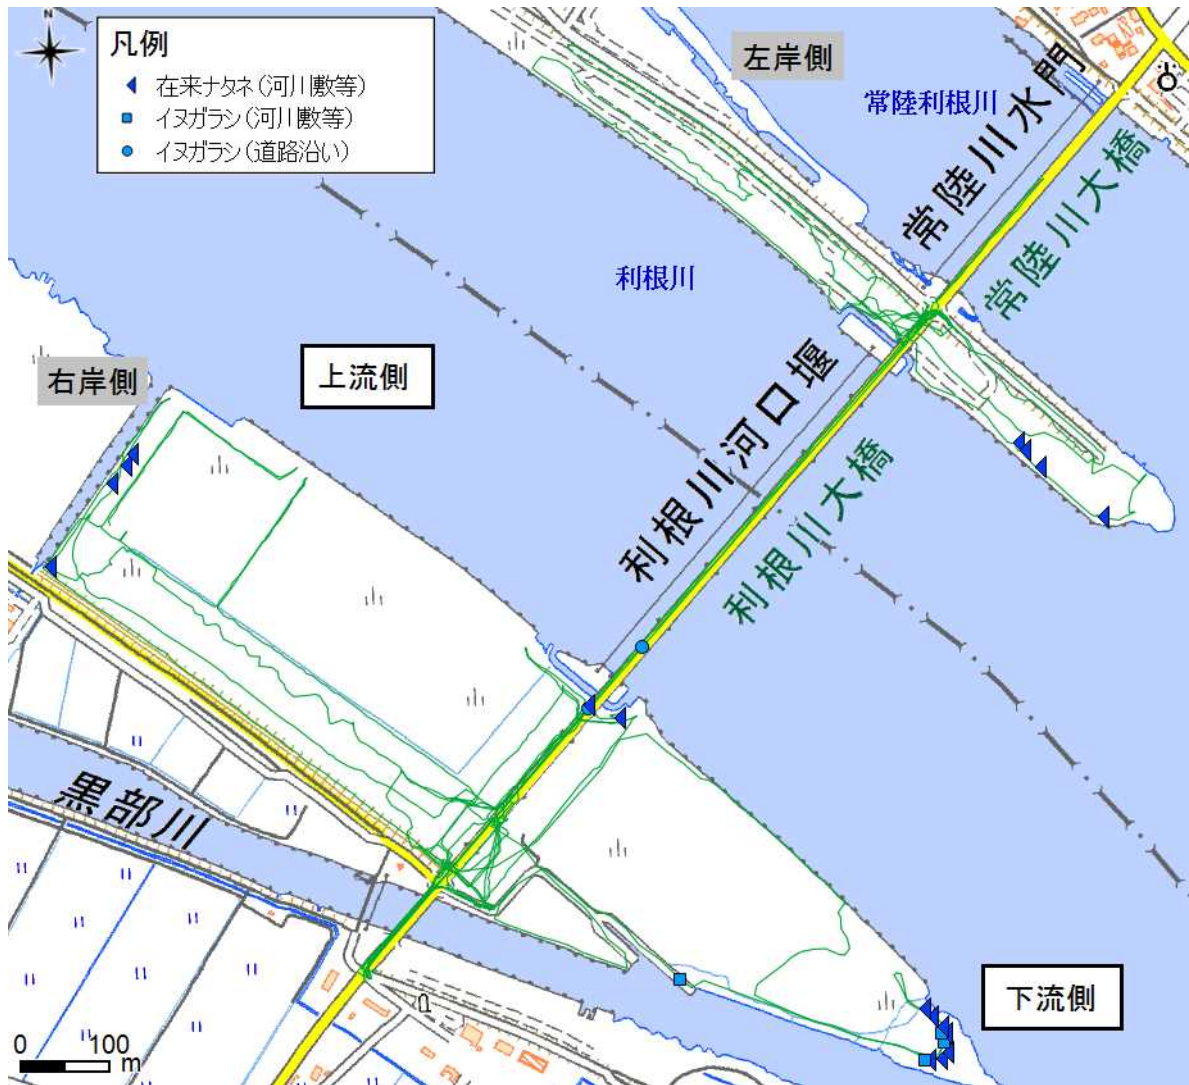 N
凡例
在来ナタネ(河川敷等)
イヌガラシ(河川敷等)
イヌガラシ(道路沿い)
左岸側
常陸利根川
常陸川水門
常陸川大橋
利根川
右岸側
上流側
利根川河口堰
利根川大橋
黒部川
下流側
0 100
m